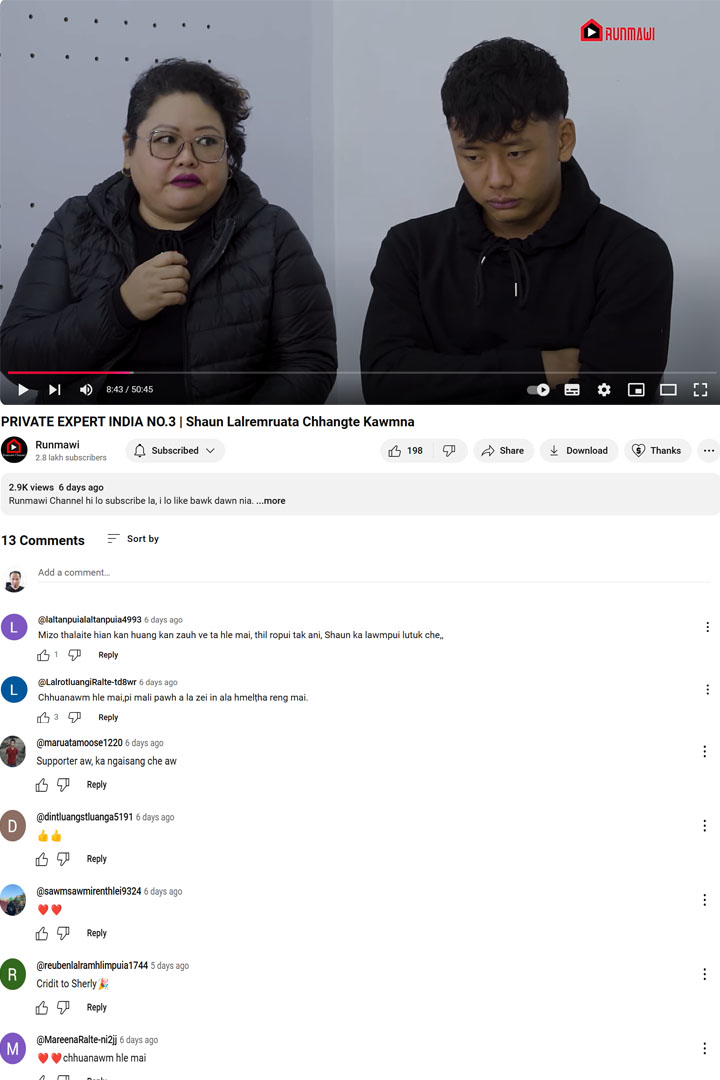 RUNMAWI
8:43 / 50:45
PRIVATE EXPERT INDIA NO.3 | Shaun Lalremruata Chhangte Kawmna
Runmawi
2.8 lakh subscribers
Subscribed
198
Share
Download
Thanks
2.9K views 6 days ago
Runmawi Channel hi lo subscribe la, i lo like bawk dawn nia. ...more
13 Comments
Sort by
Add a comment...
L
@laltanpuialaltanpuia4993 6 days ago
Mizo thalaite hian kan huang kan zauh ve ta hle mai, thil ropui tak ani, Shaun ka lawmpui lutuk che,,
1
Reply
L
@LalrotluangiRalte-td8wr 6 days ago
Chhuanawm hle mai,pi mali pawh a la zei in ala hmelṭha reng mai.
3
Reply
@maruatamoose1220 6 days ago
Supporter aw, ka ngaisang che aw
Reply
D
@dintluangstluanga5191 6 days ago
👍👍
Reply
@sawmsawmirenthlei9324 6 days ago
❤️❤️
Reply
R
@reubenlalramhlimpuia1744 5 days ago
Cridit to Sherly🎉
Reply
M
@MareenaRalte-ni2jj 6 days ago
❤️❤️chhuanawm hle mai
Reply